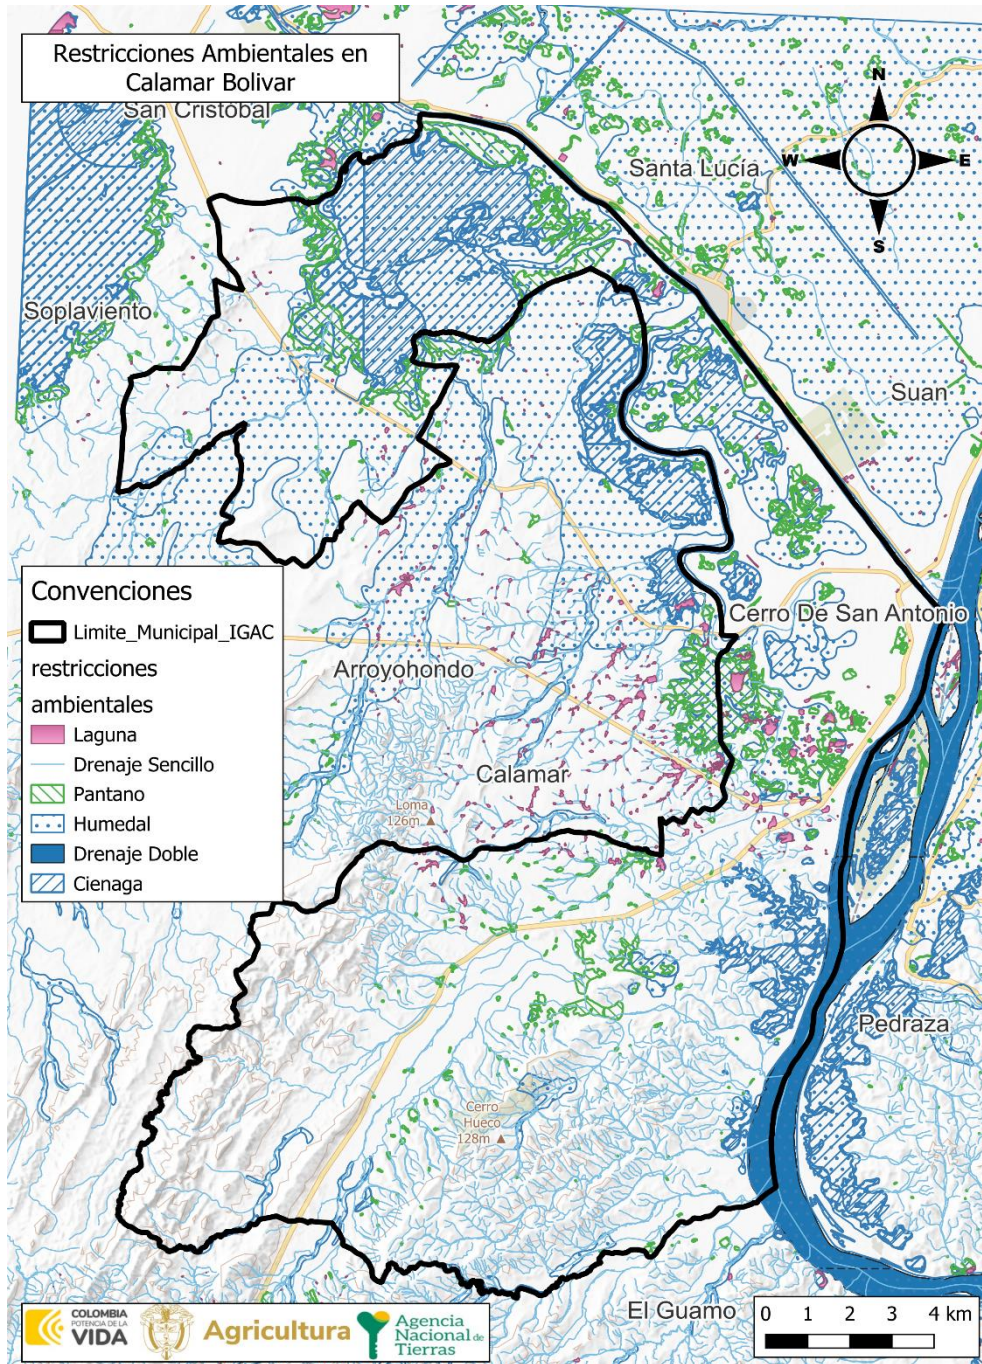 Restricciones Ambientales en
Calamar Bolivar
San Cristóbal
N
W
E
S
Santa Lucía
Soplaviento
Suan
Convenciones
Limite_Municipal_IGAC
restricciones
ambientales
Laguna
Drenaje Sencillo
Pantano
Humedal
Drenaje Doble
Cienaga
Cerro De San Antonio
Arroyohondo
Calamar
Loma
126m
Pedraza
Cerro
Hueco
128m
El Guamo
0 1 2 3 4 km
COLOMBIA
POTENCIA DE LA
VIDA
Agricultura
Agencia
Nacional de
Tierras